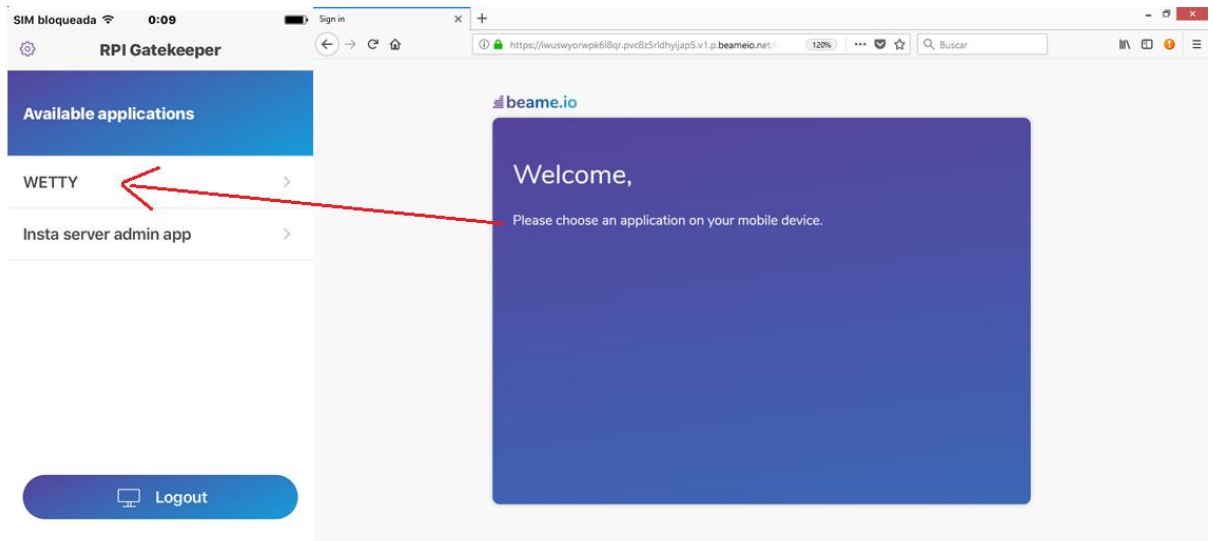 SIM bloqueada 0:09
RPI Gatekeeper
Available applications
WETTY
Insta server admin app
Logout
Sign in
https://iwuswyorwpk6l8qr.pvc8z5rldhyijap5.v1.p.beameio.net/ 120% Buscar
beame.io
Welcome,
Please choose an application on your mobile device.